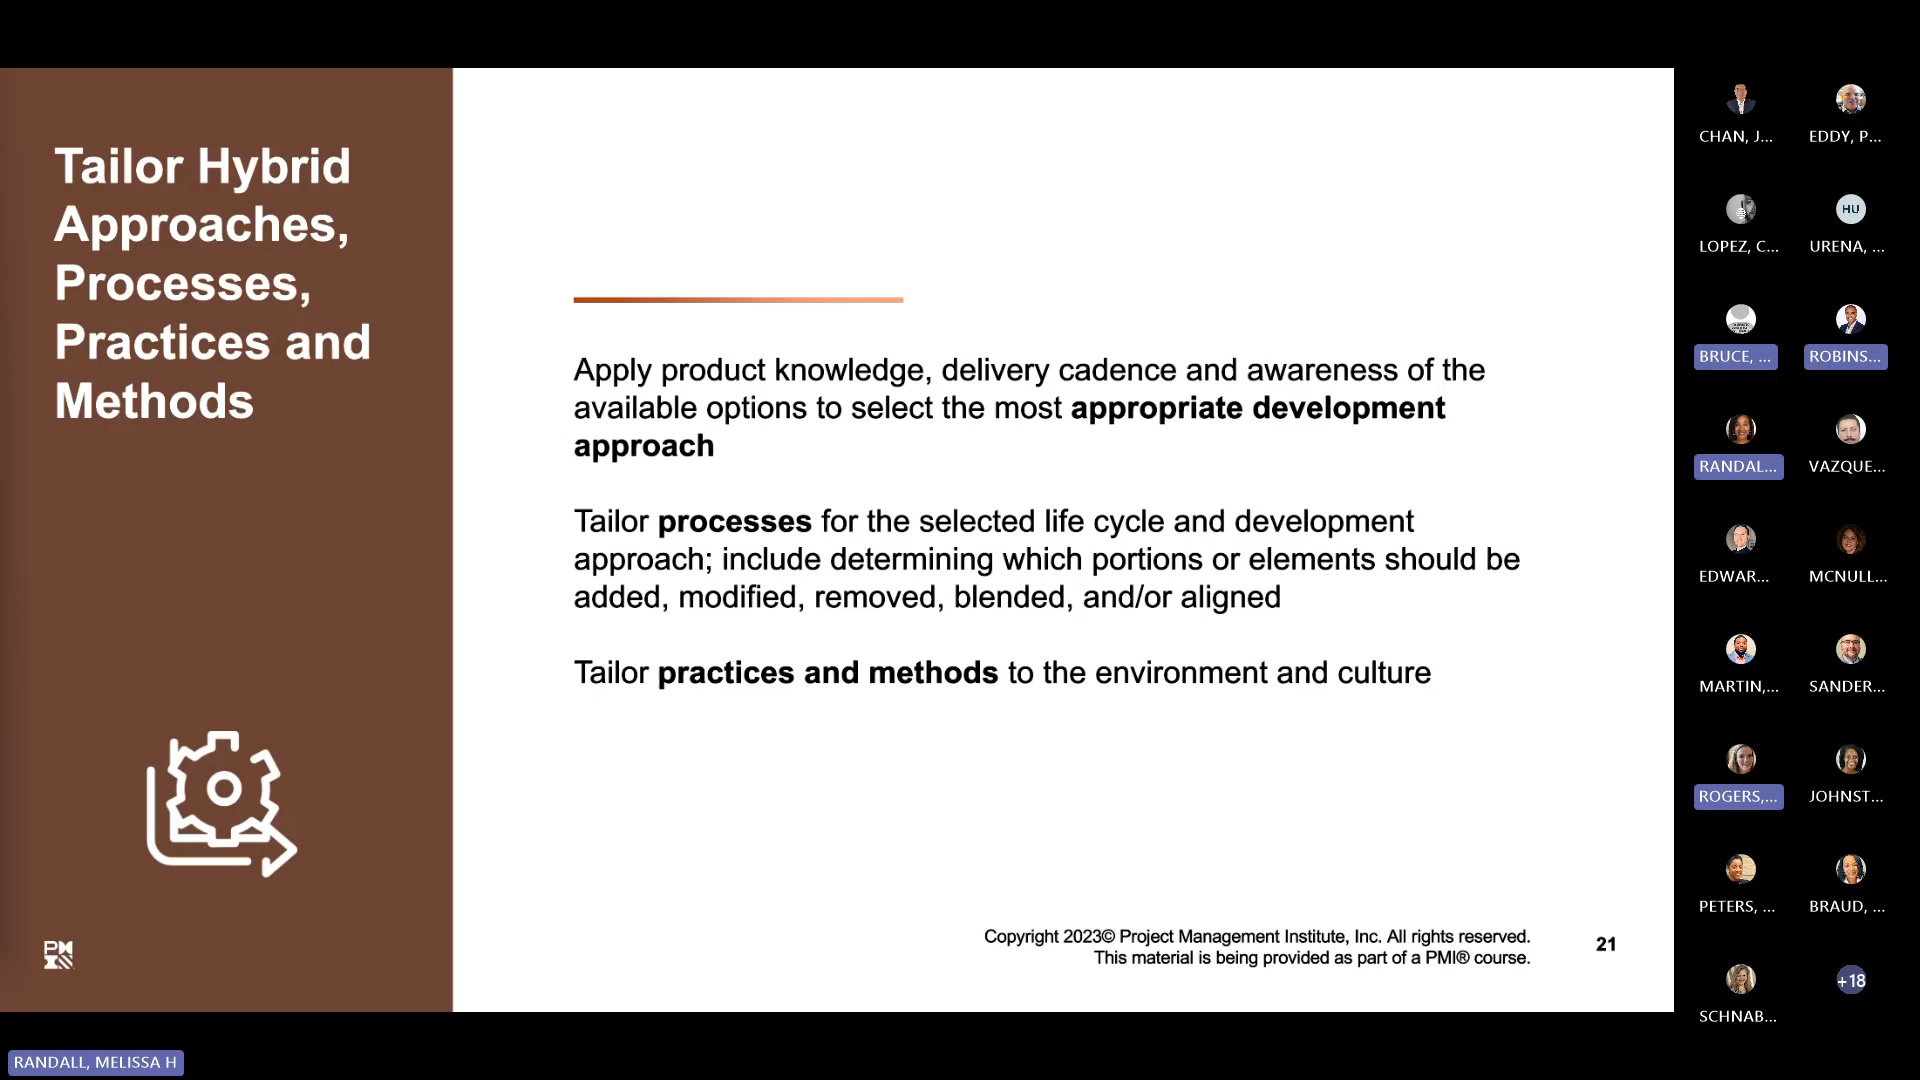 Tailor Hybrid
Approaches,
Processes,
Practices and
Methods
Apply product knowledge, delivery cadence and awareness of the
available options to select the most appropriate development
approach
Tailor processes for the selected life cycle and development
approach; include determining which portions or elements should be
added, modified, removed, blended, and/or aligned
Tailor practices and methods to the environment and culture
Copyright 2023© Project Management Institute, Inc. All rights reserved.
This material is being provided as part of a PMI® course.
21
CHAN, J...
EDDY, P...
LOPEZ, C...
HU
URENA, ...
BRUCE, ...
ROBINS...
RANDAL...
VAZQUE...
EDWAR...
MCNULL...
MARTIN,...
SANDER...
ROGERS,...
JOHNST...
PETERS, ...
BRAUD, ...
SCHNAB...
+18
RANDALL, MELISSA H